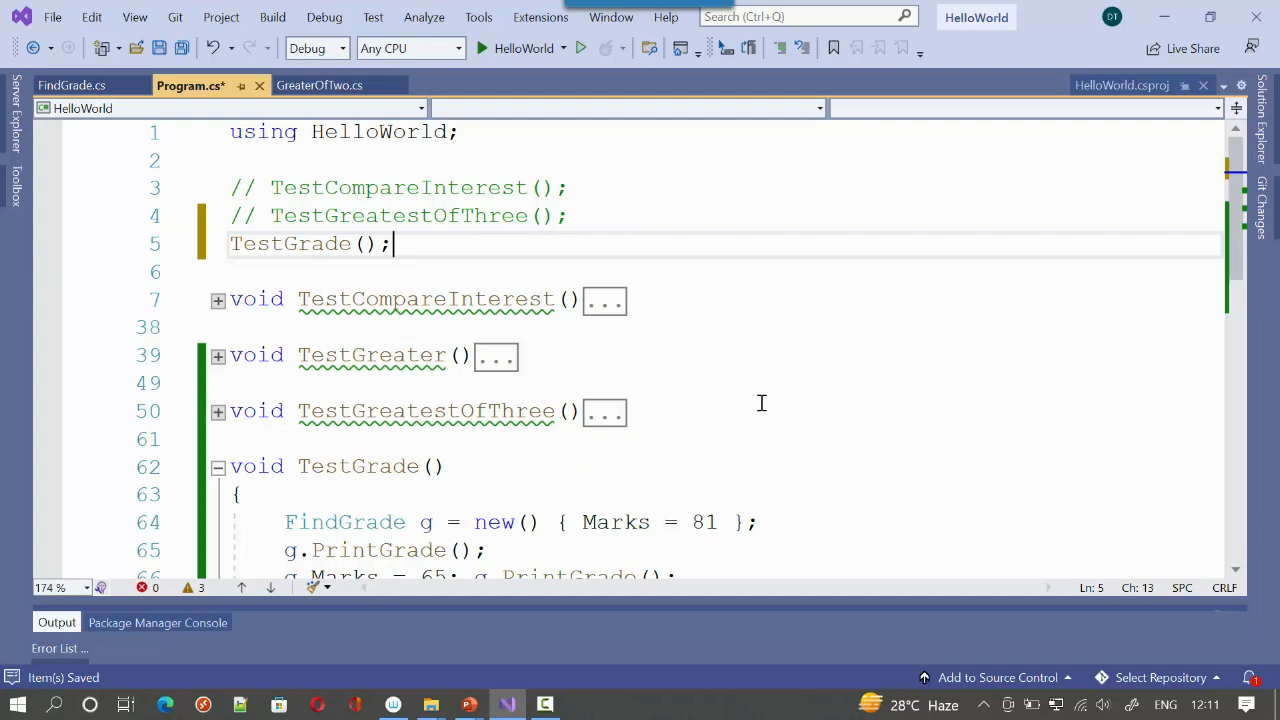 File Edit View Git Project Build Debug Test Analyze Tools Extensions Window Help Search (Ctrl+Q) HelloWorld DT
Debug Any CPU HelloWorld Live Share
FindGrade.cs Program.cs* GreaterOfTwo.cs HelloWorld.csproj
HelloWorld
Server Explorer
Toolbox
Solution Explorer
Git Changes
1 using HelloWorld;
2
3 // TestCompareInterest();
4 // TestGreatestOfThree();
5 TestGrade();
6
7 void TestCompareInterest()...
38
39 void TestGreater()...
49
50 void TestGreatestOfThree()...
61
62 void TestGrade()
63 {
64 FindGrade g = new() { Marks = 81 };
65 g.PrintGrade();
66 g.Marks = 65; g.PrintGrade();
174 % 0 3 Ln: 5 Ch: 13 SPC CRLF
Output Package Manager Console
Error List ...
Item(s) Saved Add to Source Control Select Repository 1
28°C Haze ENG 12:11